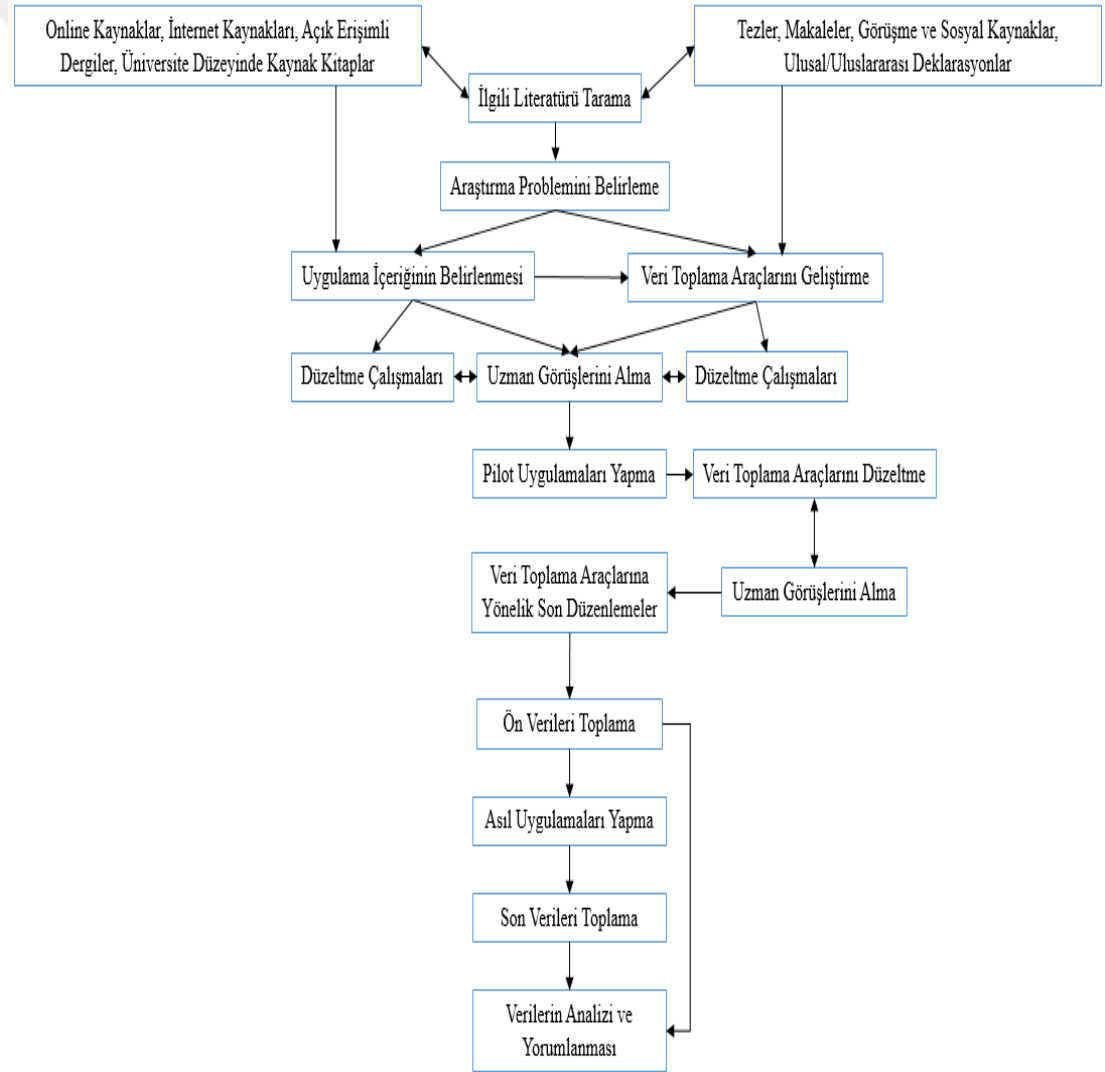 Online Kaynaklar, İnternet Kaynakları, Açık Erişimli
Dergiler, Üniversite Düzeyinde Kaynak Kitaplar
Tezler, Makaleler, Görüşme ve Sosyal Kaynaklar,
Ulusal/Uluslararası Deklarasyonlar
İlgili Literatürü Tarama
Araştırma Problemini Belirleme
Uygulama İçeriğinin Belirlenmesi
Veri Toplama Araçlarını Geliştirme
Düzeltme Çalışmaları
Uzman Görüşlerini Alma
Düzeltme Çalışmaları
Pilot Uygulamaları Yapma
Veri Toplama Araçlarını Düzeltme
Veri Toplama Araçlarına
Yönelik Son Düzenlemeler
Uzman Görüşlerini Alma
Ön Verileri Toplama
Asıl Uygulamaları Yapma
Son Verileri Toplama
Verilerin Analizi ve
Yorumlanması